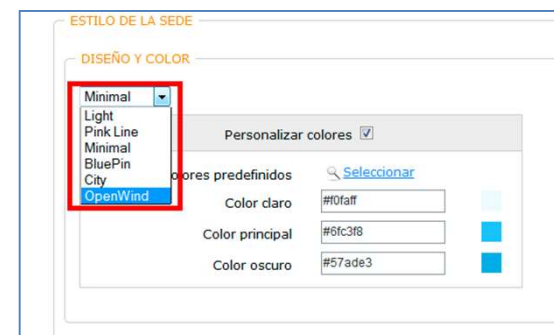 ESTILO DE LA SEDE
DISEÑO Y COLOR
Minimal
Light
Pink Line
Minimal
BluePin
City
OpenWind
Personalizar colores
olores predefinidos
Seleccionar
Color claro
#f0faff
Color principal
#6fc3f8
Color oscuro
#57ade3